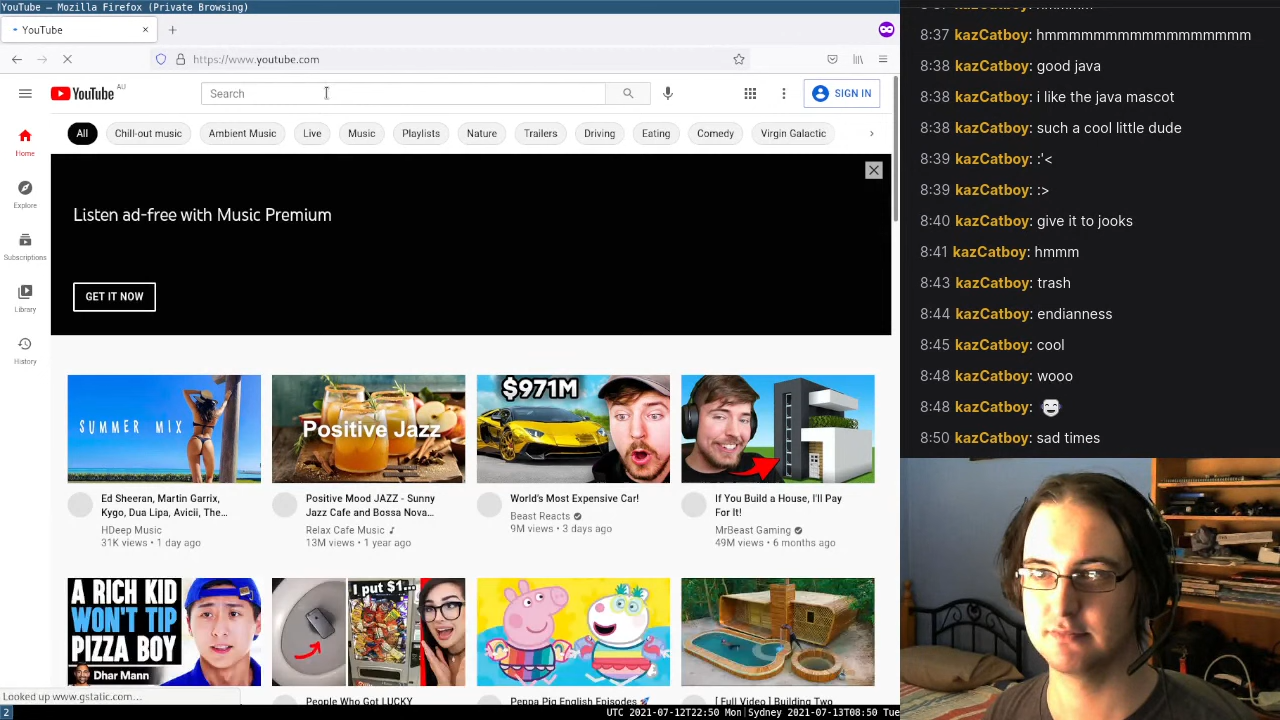 YouTube — Mozilla Firefox (Private Browsing)
YouTube
https://www.youtube.com
YouTube AU
Search
SIGN IN
All
Chill-out music
Ambient Music
Live
Music
Playlists
Nature
Trailers
Driving
Eating
Comedy
Virgin Galactic
Home
Explore
Subscriptions
Library
History
Listen ad-free with Music Premium
GET IT NOW
SUMMER MIX
Positive Jazz
$971M
Ed Sheeran, Martin Garrix,
Kygo, Dua Lipa, Avicii, The...
HDeep Music
31K views • 1 day ago
Positive Mood JAZZ - Sunny
Jazz Cafe and Bossa Nova...
Relax Cafe Music ♪
13M views • 1 year ago
World's Most Expensive Car!
Beast Reacts
9M views • 3 days ago
If You Build a House, I'll Pay
For It!
MrBeast Gaming
49M views • 6 months ago
A RICH KID
WON'T TIP
PIZZA BOY
Dhar Mann
I put $1...
People Who Got LUCKY
Peppa Pig English Episodes 🚀
[ Full Video ] Building Two
Looked up www.gstatic.com...
2
UTC 2021-07-12T22:50 Mon|Sydney 2021-07-13T08:50 Tue
8:37 kazCatboy: hmmmmmmmmmmmmmmmmmm
8:38 kazCatboy: good java
8:38 kazCatboy: i like the java mascot
8:38 kazCatboy: such a cool little dude
8:39 kazCatboy: :'<
8:39 kazCatboy: :>
8:40 kazCatboy: give it to jooks
8:41 kazCatboy: hmmm
8:43 kazCatboy: trash
8:44 kazCatboy: endianness
8:45 kazCatboy: cool
8:48 kazCatboy: wooo
8:48 kazCatboy:
8:50 kazCatboy: sad times